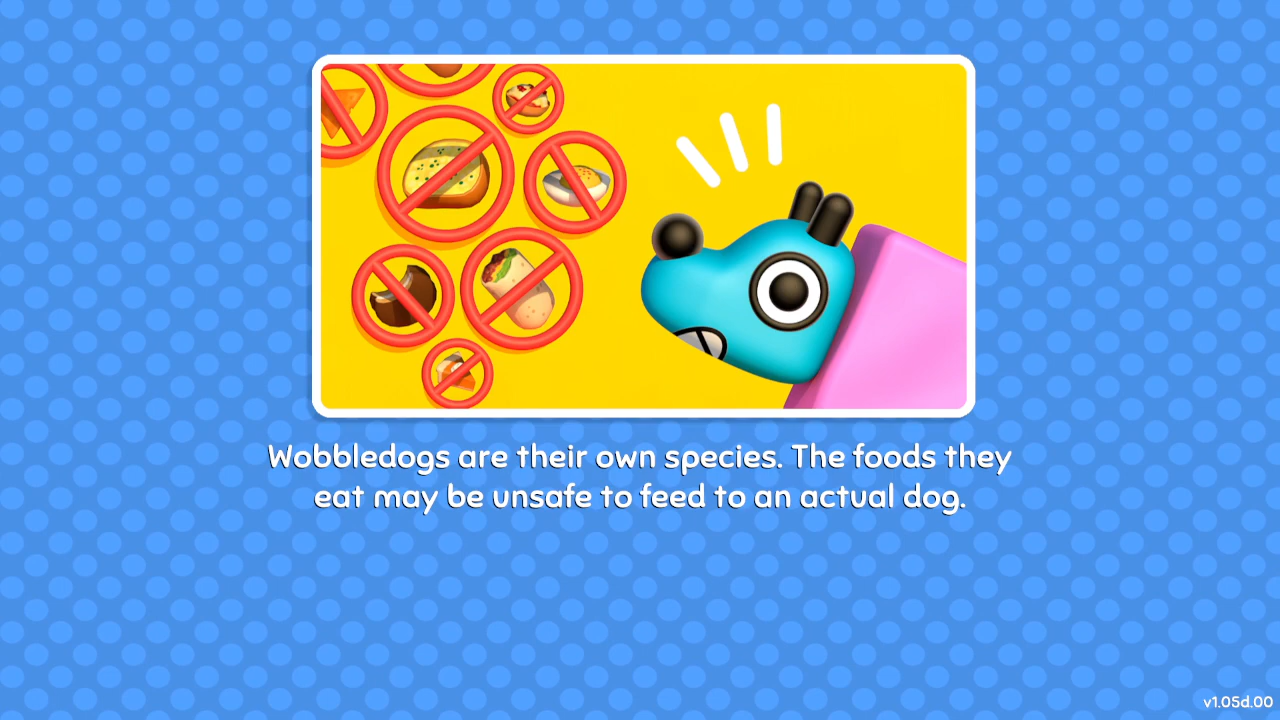 Wobbledogs are their own species. The foods they
eat may be unsafe to feed to an actual dog.
v1.05d.00